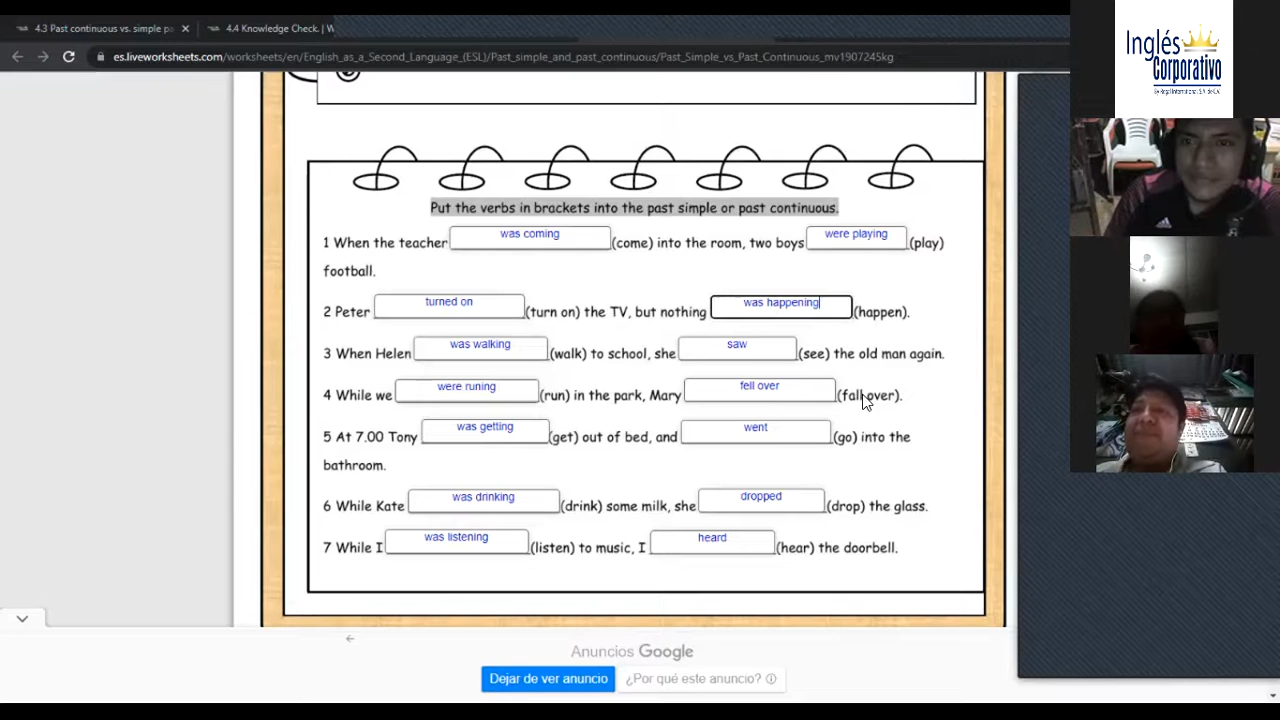 4.3 Past continuous vs. simple pa
4.4 Knowledge Check. | W
es.liveworksheets.com/worksheets/en/English_as_a_Second_Language_(ESL)/Past_simple_and_past_continuous/Past_Simple_vs_Past_Continuous_mv1907245kg
Inglés
Corporativo
By Regal International S.A. de C.V.
Put the verbs in brackets into the past simple or past continuous.
1 When the teacher was coming (come) into the room, two boys were playing (play)
football.
2 Peter turned on (turn on) the TV, but nothing was happening (happen).
3 When Helen was walking (walk) to school, she saw (see) the old man again.
4 While we were runing (run) in the park, Mary fell over (fall over).
5 At 7.00 Tony was getting (get) out of bed, and went (go) into the
bathroom.
6 While Kate was drinking (drink) some milk, she dropped (drop) the glass.
7 While I was listening (listen) to music, I heard (hear) the doorbell.
Anuncios Google
Dejar de ver anuncio
¿Por qué este anuncio?